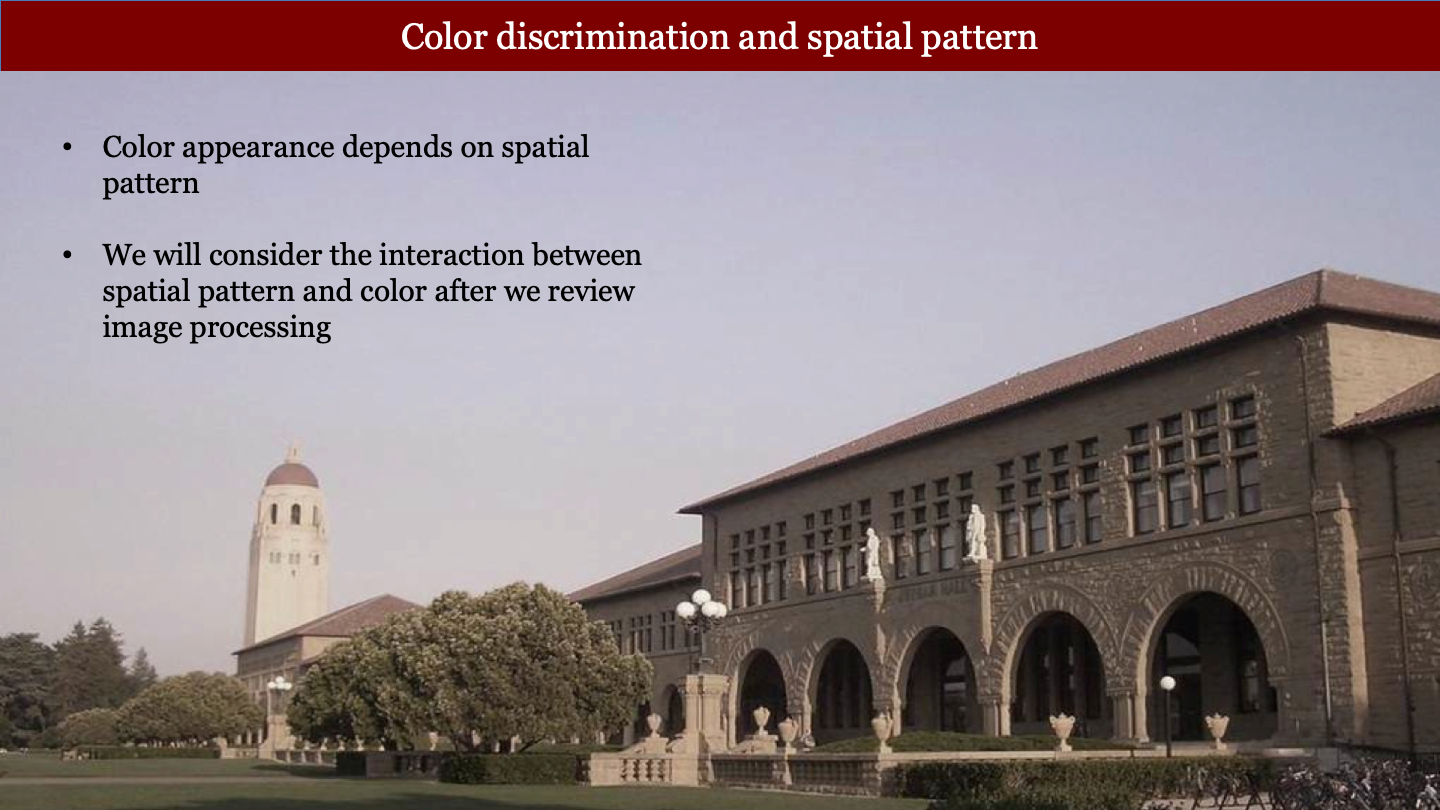 Color discrimination and spatial pattern
• Color appearance depends on spatial
pattern
• We will consider the interaction between
spatial pattern and color after we review
image processing